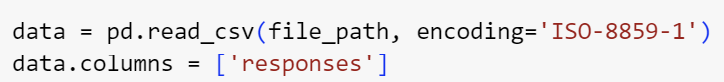 data = pd.read_csv(file_path, encoding='ISO-8859-1')
data.columns = ['responses']